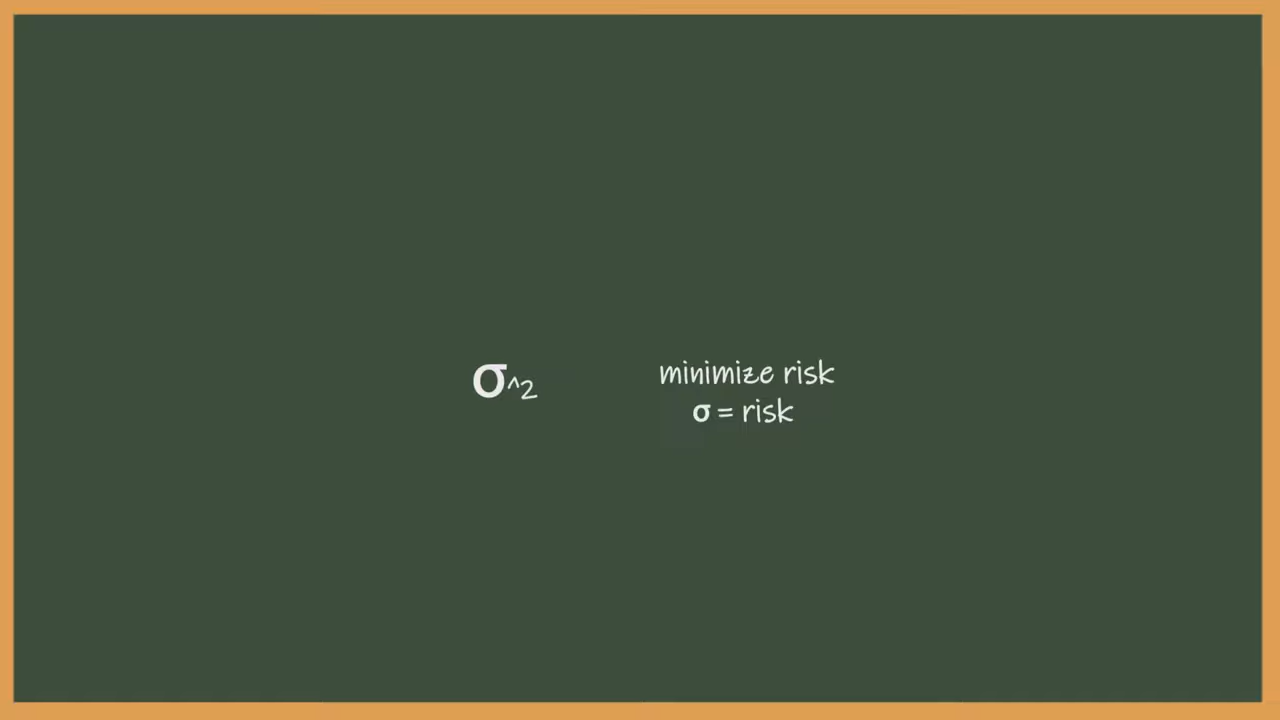 σ^2
minimize risk
σ = risk